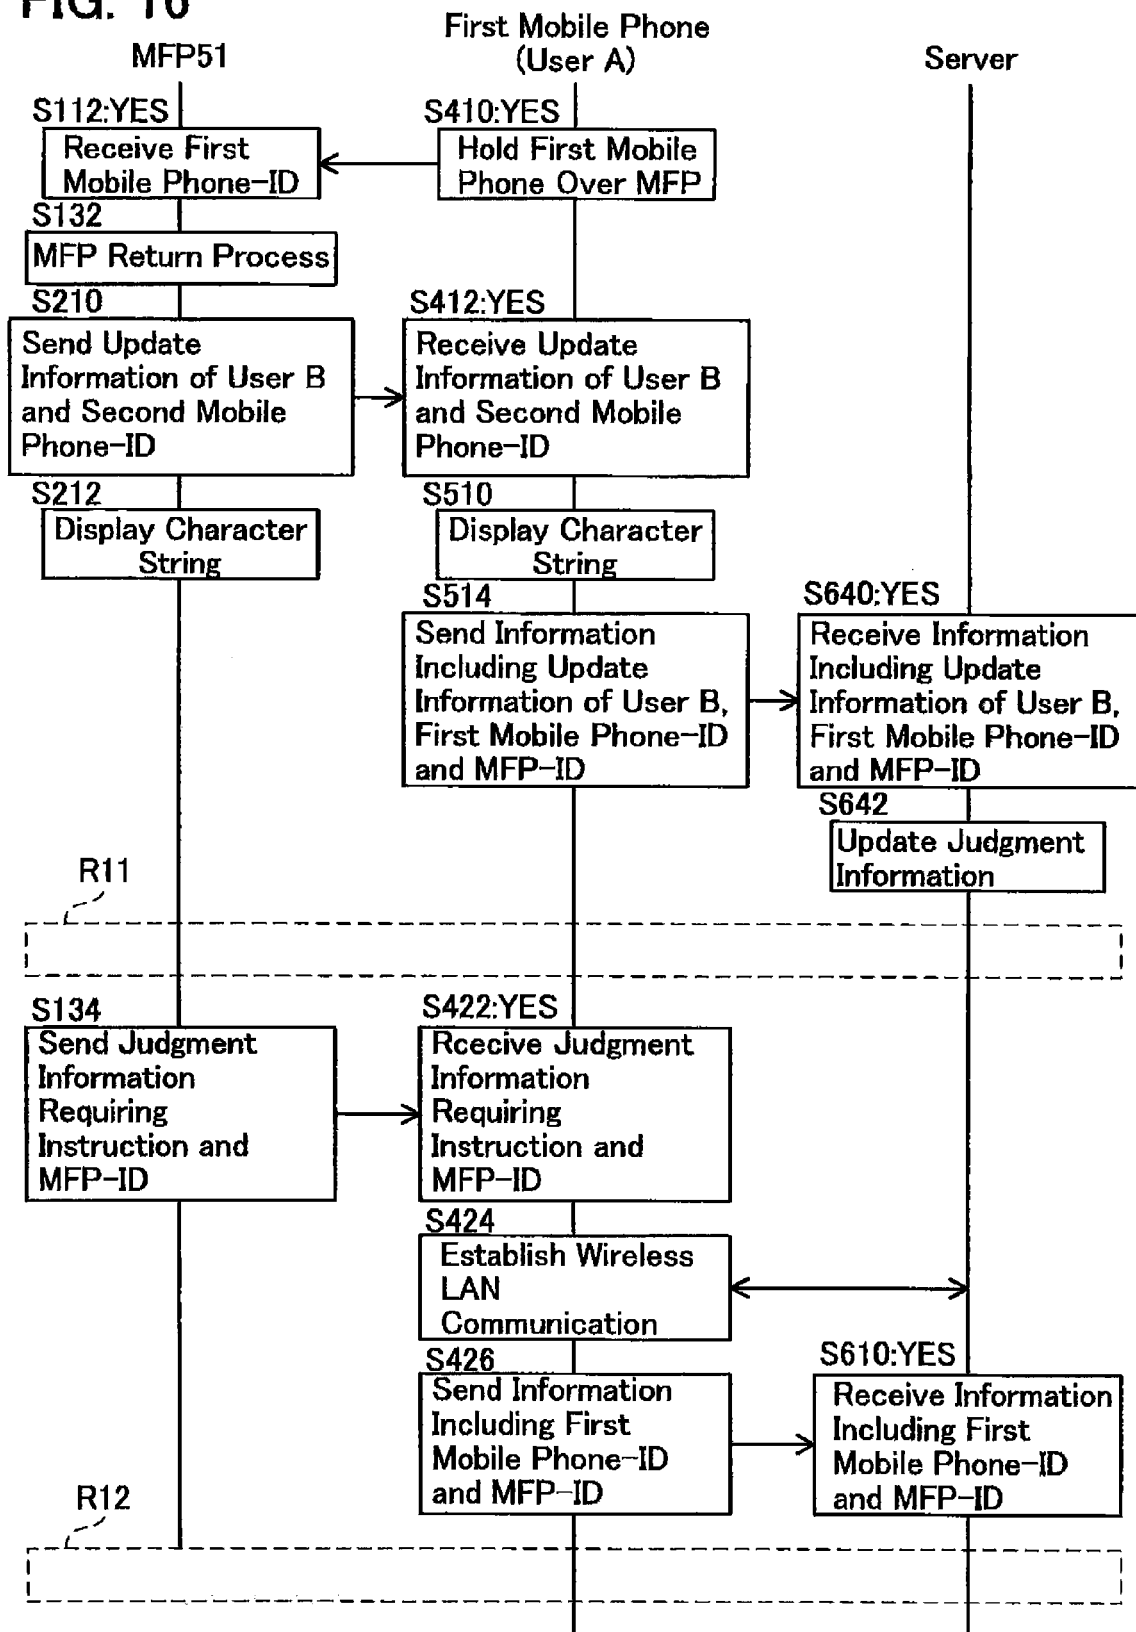 FIG. 16
MFP51
First Mobile Phone
(User A)
Server
S112:YES
Receive First
Mobile Phone-ID
S410:YES
Hold First Mobile
Phone Over MFP
S132
MFP Return Process
S210
Send Update
Information of User B
and Second Mobile
Phone-ID
S412:YES
Receive Update
Information of User B
and Second Mobile
Phone-ID
S212
Display Character
String
S510
Display Character
String
S514
Send Information
Including Update
Information of User B,
First Mobile Phone-ID
and MFP-ID
S640:YES
Receive Information
Including Update
Information of User B,
First Mobile Phone-ID
and MFP-ID
S642
Update Judgment
Information
R11
S134
Send Judgment
Information
Requiring
Instruction and
MFP-ID
S422:YES
Rcecive Judgment
Information
Requiring
Instruction and
MFP-ID
S424
Establish Wireless
LAN
Communication
S426
Send Information
Including First
Mobile Phone-ID
and MFP-ID
S610:YES
Receive Information
Including First
Mobile Phone-ID
and MFP-ID
R12